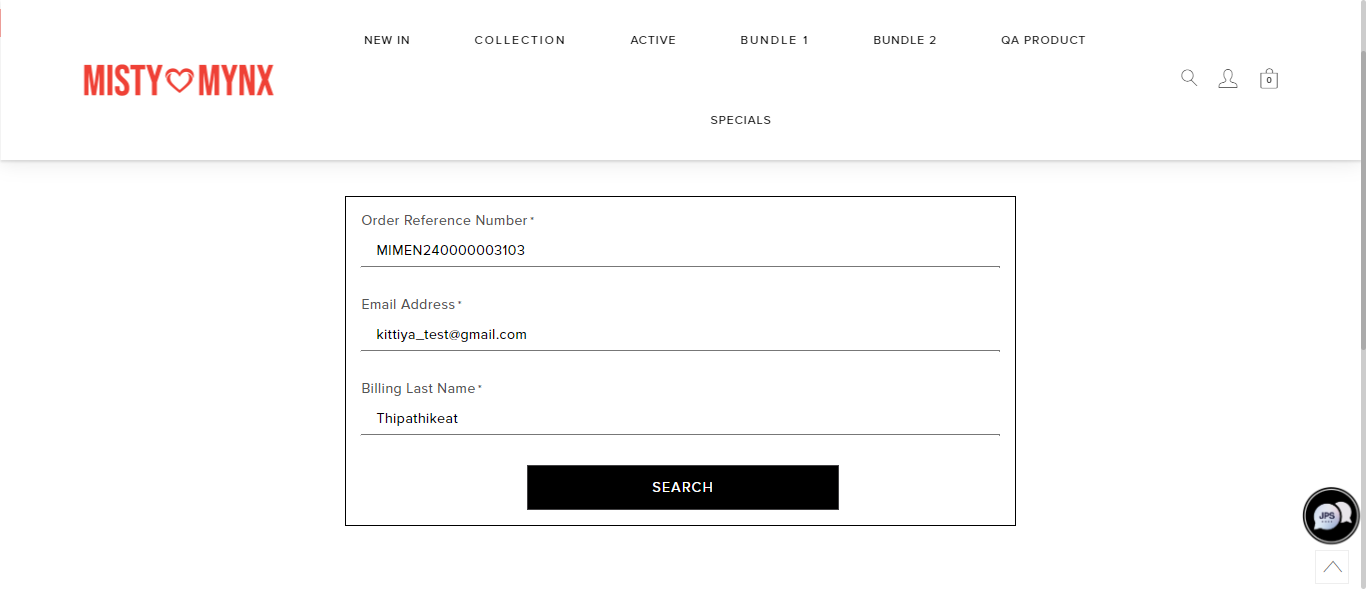 NEW IN COLLECTION ACTIVE BUNDLE 1 BUNDLE 2 QA PRODUCT
MISTY MYNX
0
SPECIALS
Order Reference Number*
MIMEN240000003103
Email Address*
kittiya_test@gmail.com
Billing Last Name*
Thipathikeat
SEARCH
JPS